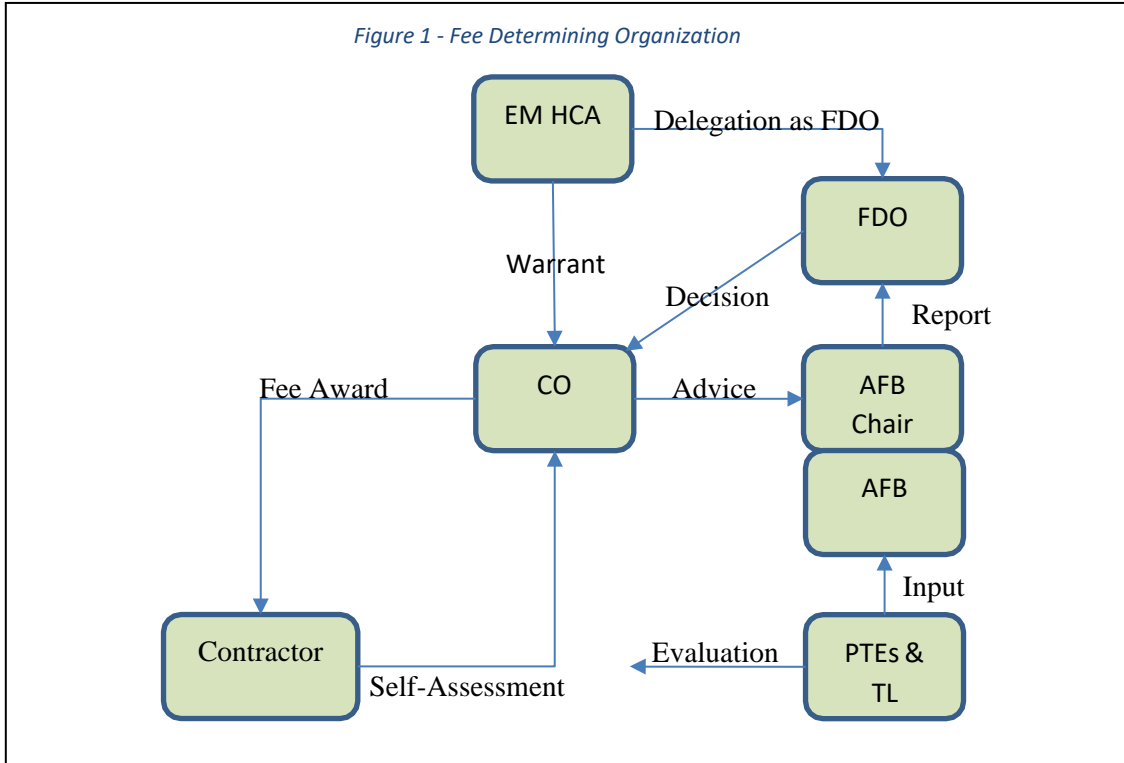 Figure 1 - Fee Determining Organization
EM HCA
Delegation as FDO
FDO
Warrant
Decision
Report
Fee Award
CO
Advice
AFB
Chair
AFB
Input
Contractor
Self-Assessment
Evaluation
PTEs &
TL